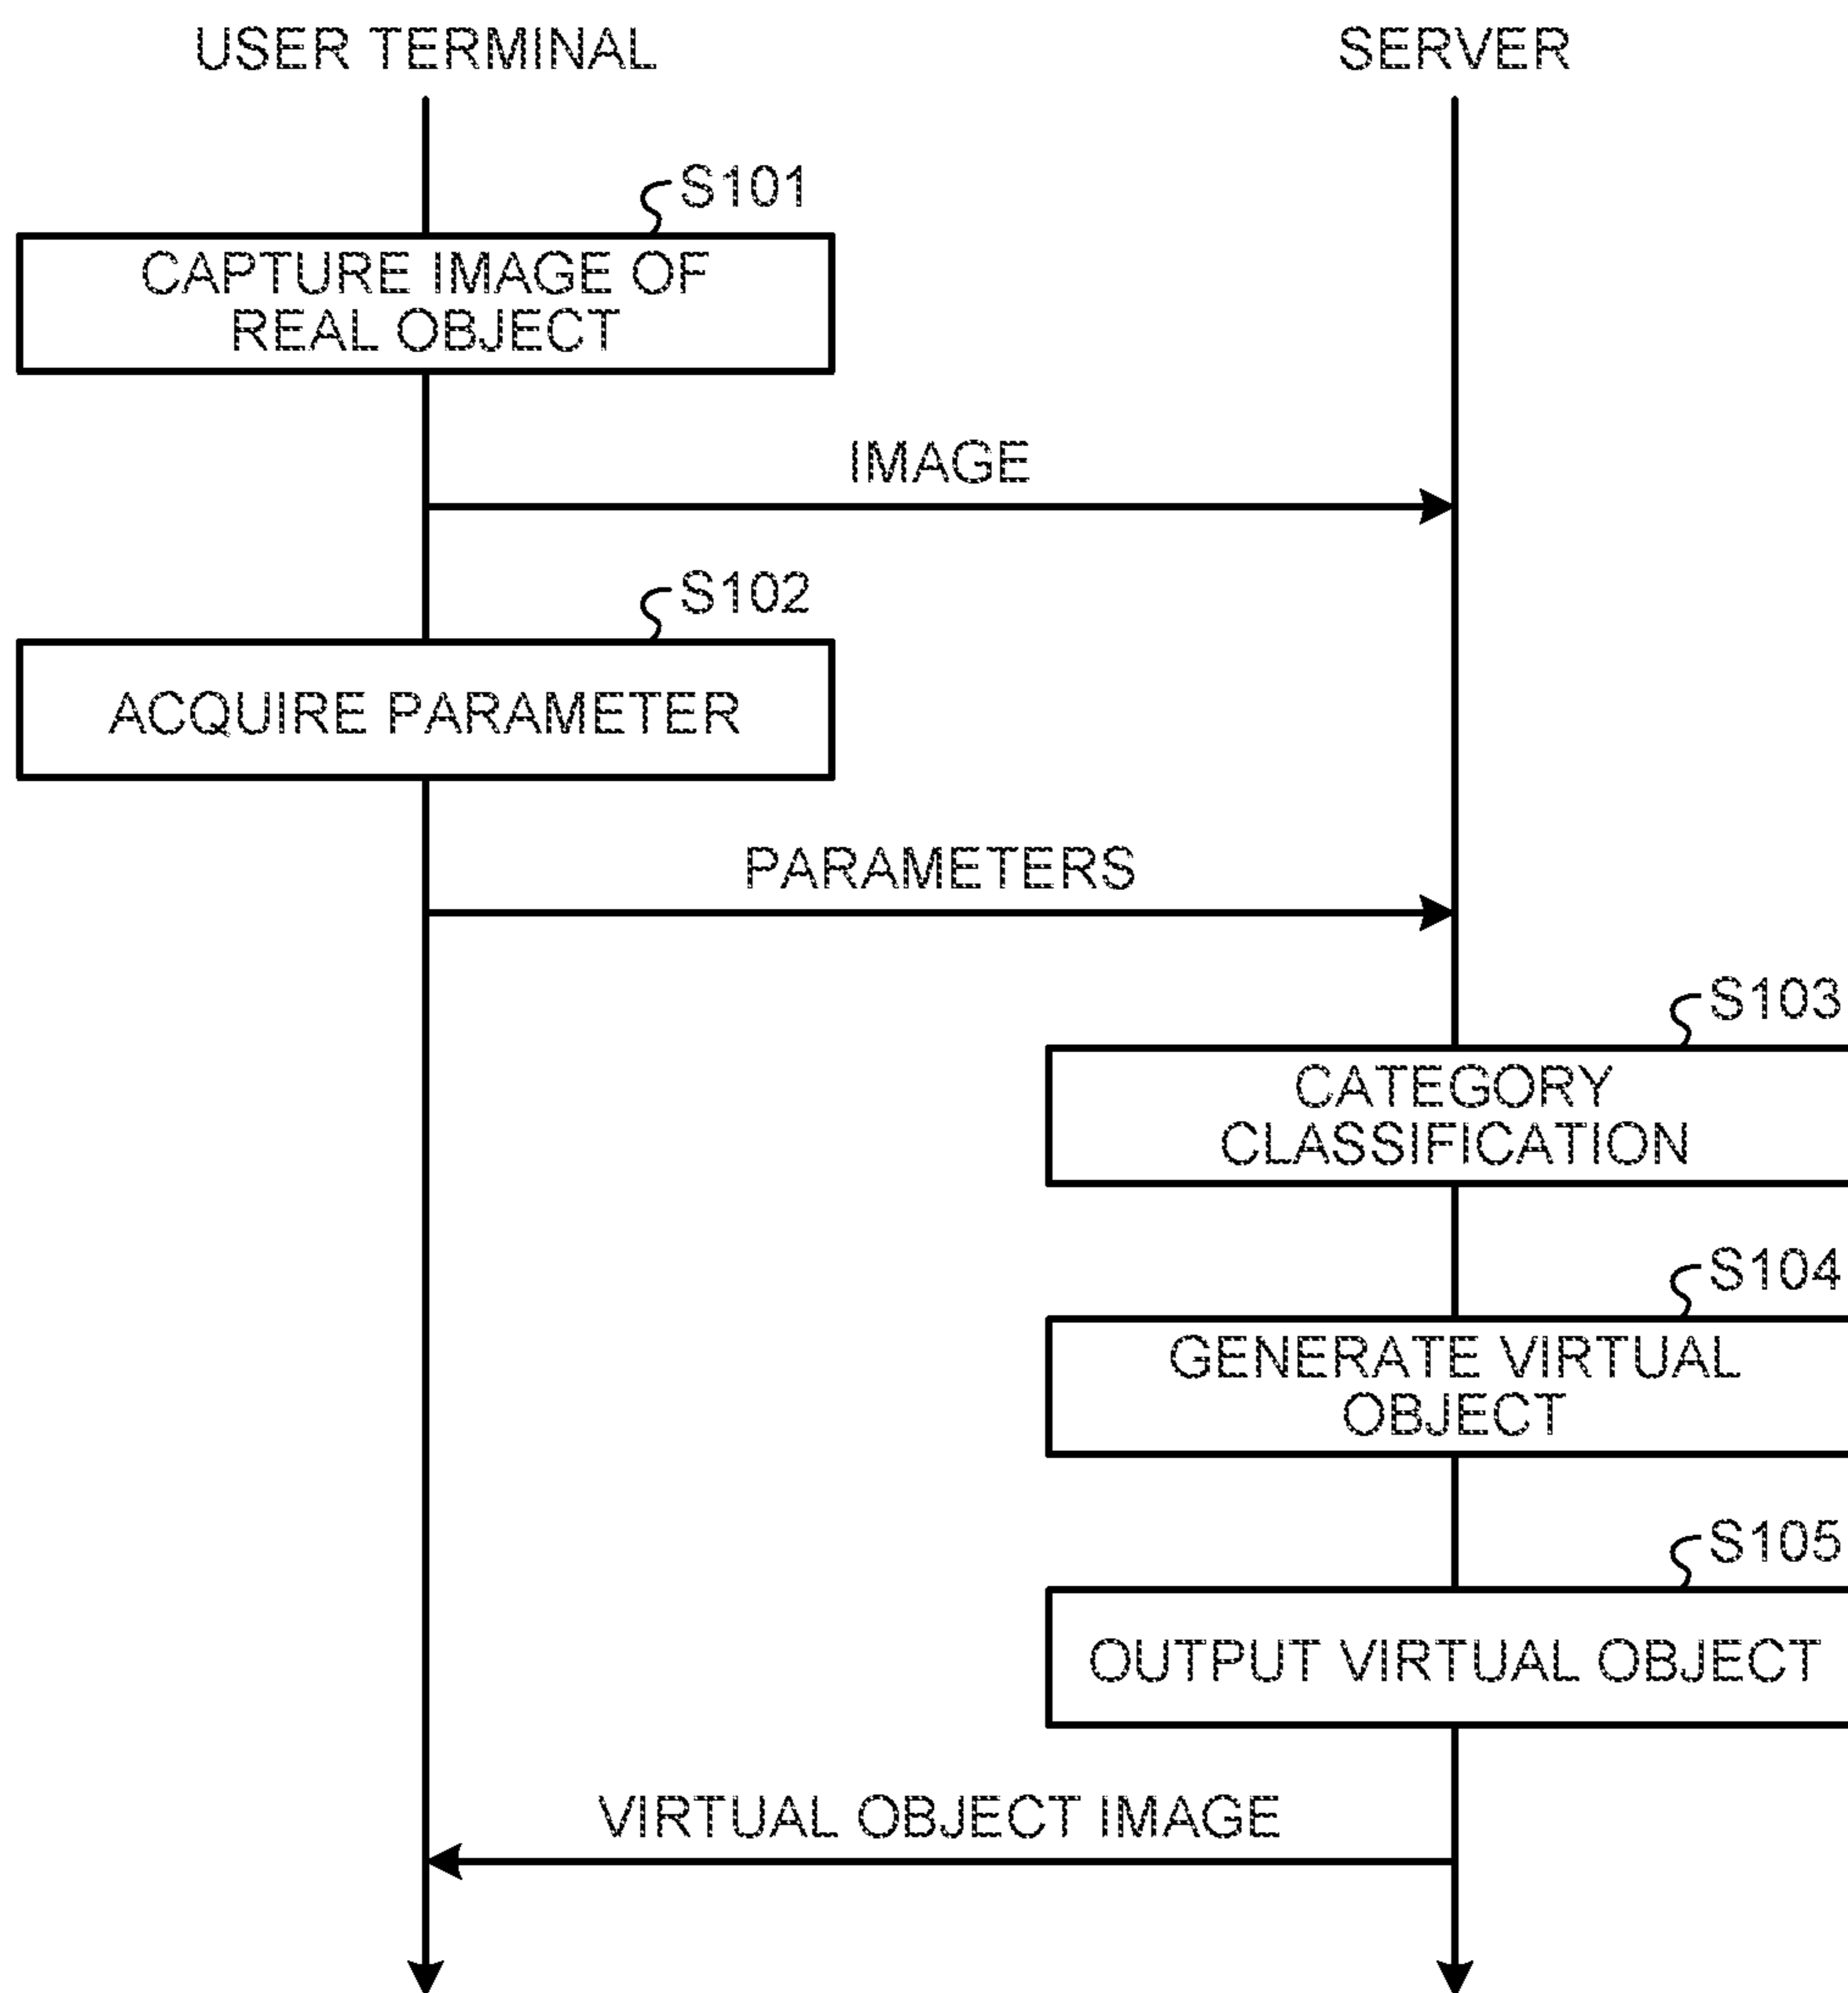 USER TERMINAL
SERVER
S101
CAPTURE IMAGE OF
REAL OBJECT
IMAGE
S102
ACQUIRE PARAMETER
PARAMETERS
S103
CATEGORY
CLASSIFICATION
S104
GENERATE VIRTUAL
OBJECT
S105
OUTPUT VIRTUAL OBJECT
VIRTUAL OBJECT IMAGE